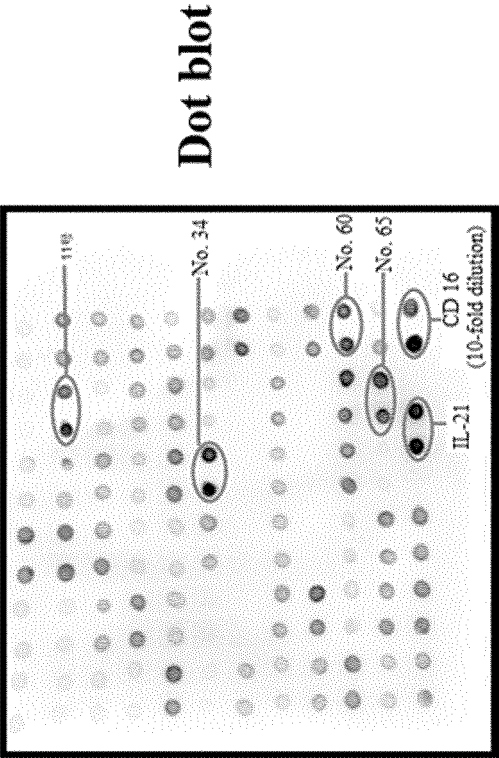 Dot blot
No. 34
No. 60
No. 65
CD 16
(10-fold dilution)
IL-21